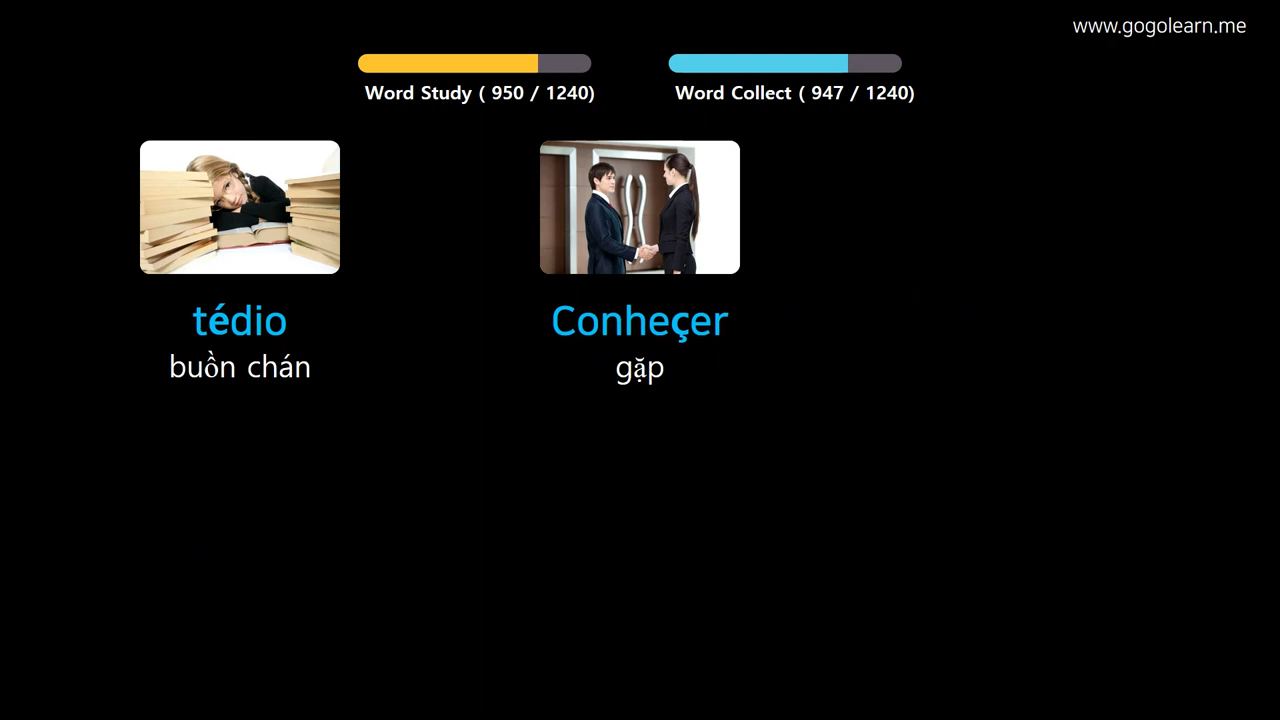 www.gogolearn.me
Word Study ( 950 / 1240)
Word Collect ( 947 / 1240)
tédio
buồn chán
Conheçer
gặp